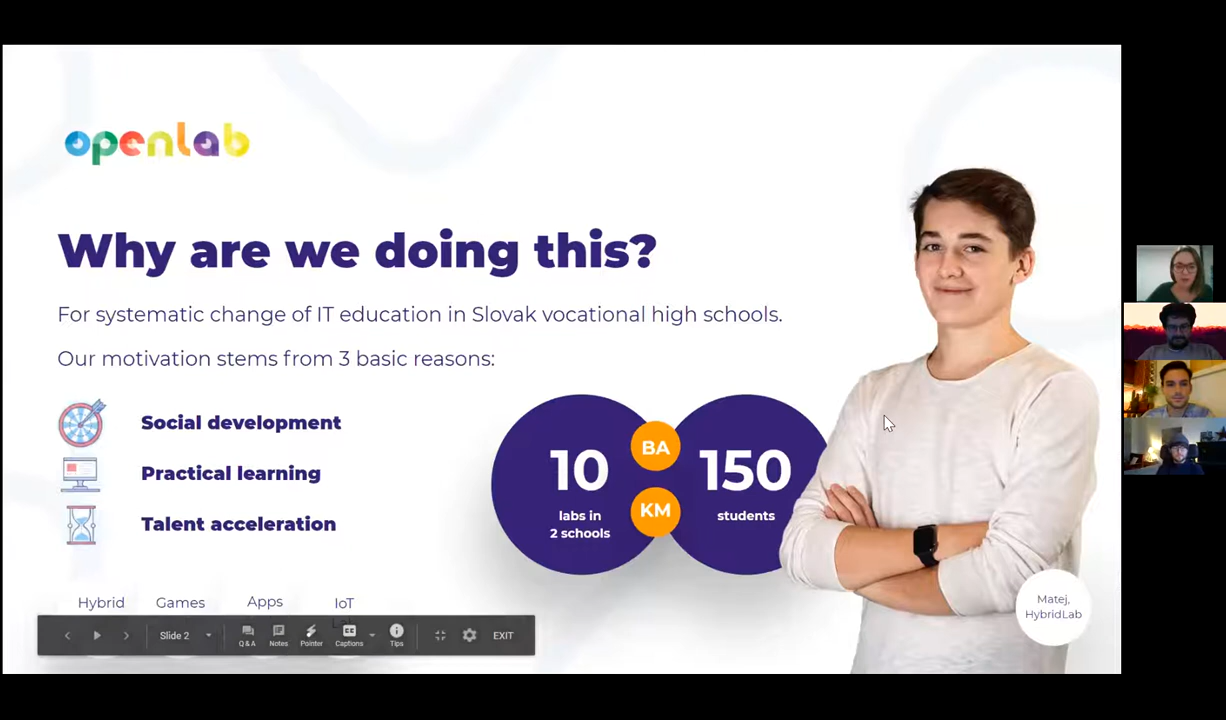 openlab
Why are we doing this?
For systematic change of IT education in Slovak vocational high schools.
Our motivation stems from 3 basic reasons:
Social development
Practical learning
Talent acceleration
10
labs in
2 schools
BA
KM
150
students
Hybrid
Games
Apps
IoT
Matej,
HybridLab
Slide 2
Q & A
Notes
Pointer
Captions
Tips
EXIT